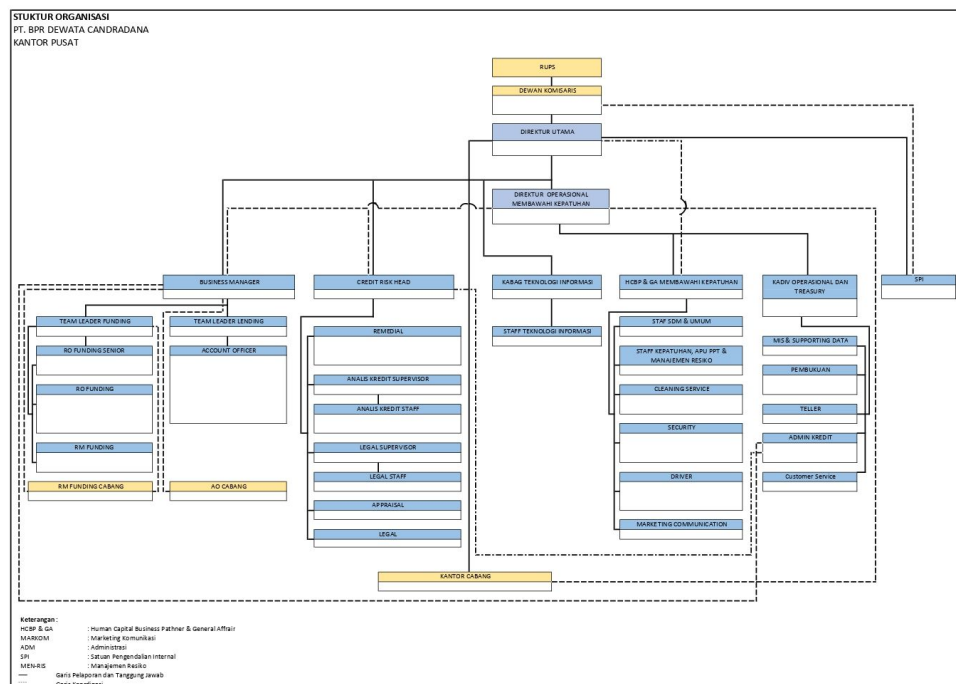 STUKTUR ORGANISASI
PT. BPR DEWATA CANDRADANA
KANTOR PUSAT
RUPS
DEWAN KOMISARIS
DIREKTUR UTAMA
DIREKTUR OPERASIONAL
MEMBAWAHI KEPATUHAN
BUSINESS MANAGER
CREDIT RISK HEAD
KABAG TEKNOLOGI INFORMASI
HCBP & GA MEMBAWAHI KEPATUHAN
KADIV OPERASIONAL DAN
TREASURY
SPI
TEAM LEADER FUNDING
RO FUNDING SENIOR
RO FUNDING
RM FUNDING
RM FUNDING CABANG
TEAM LEADER LENDING
ACCOUNT OFFICER
AO CABANG
REMEDIAL
ANALIS KREDIT SUPERVISOR
ANALIS KREDIT STAFF
LEGAL SUPERVISOR
LEGAL STAFF
APPRAISAL
LEGAL
STAFF TEKNOLOGI INFORMASI
STAF SDM & UMUM
STAFF KEPATUHAN, APU PPT &
MANAJEMEN RESIKO
CLEANING SERVICE
SECURITY
DRIVER
MARKETING COMMUNICATION
MIS & SUPPORTING DATA
PEMBUKUAN
TELLER
ADMIN KREDIT
Customer Service
KANTOR CABANG
Keterangan :
HCBP & GA : Human Capital Business Pathner & General Affrair
MARKOM : Marketing Komunikasi
ADM : Administrasi
SPI : Satuan Pengendalian Internal
MEN-RIS : Manajemen Resiko
Garis Pelaporan dan Tanggung Jawab